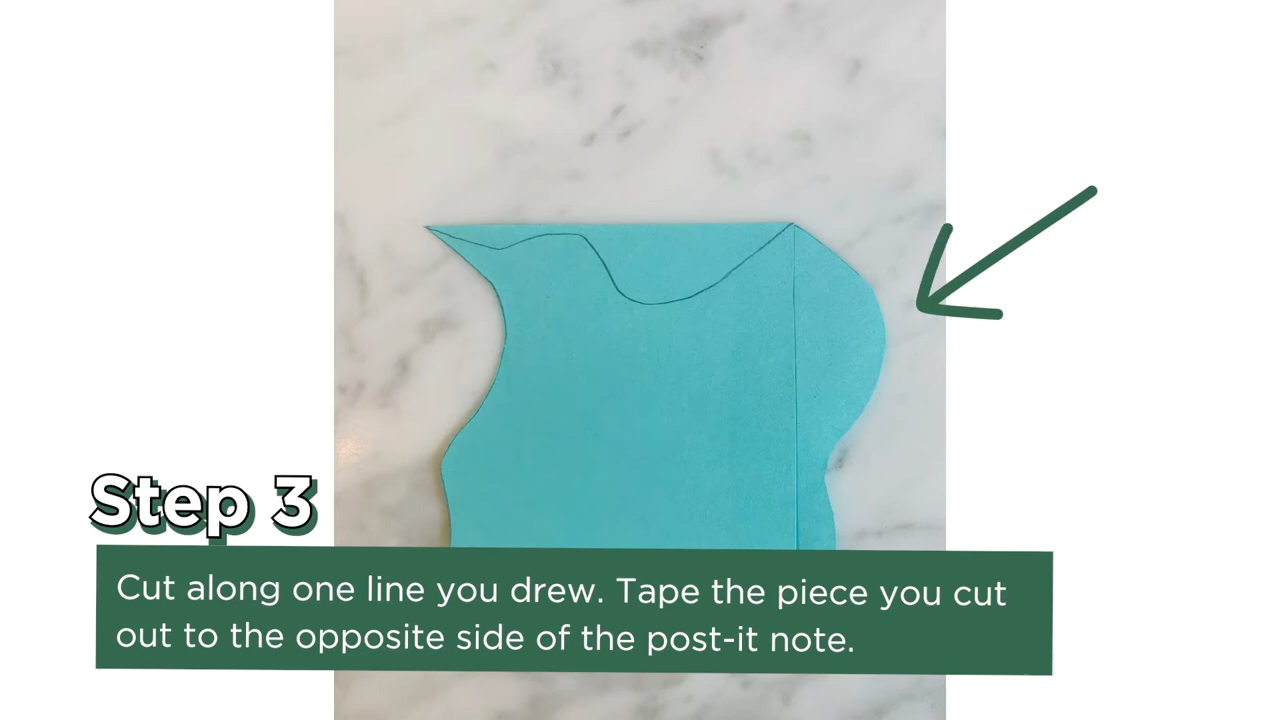 Step 3
Cut along one line you drew. Tape the piece you cut
out to the opposite side of the post-it note.